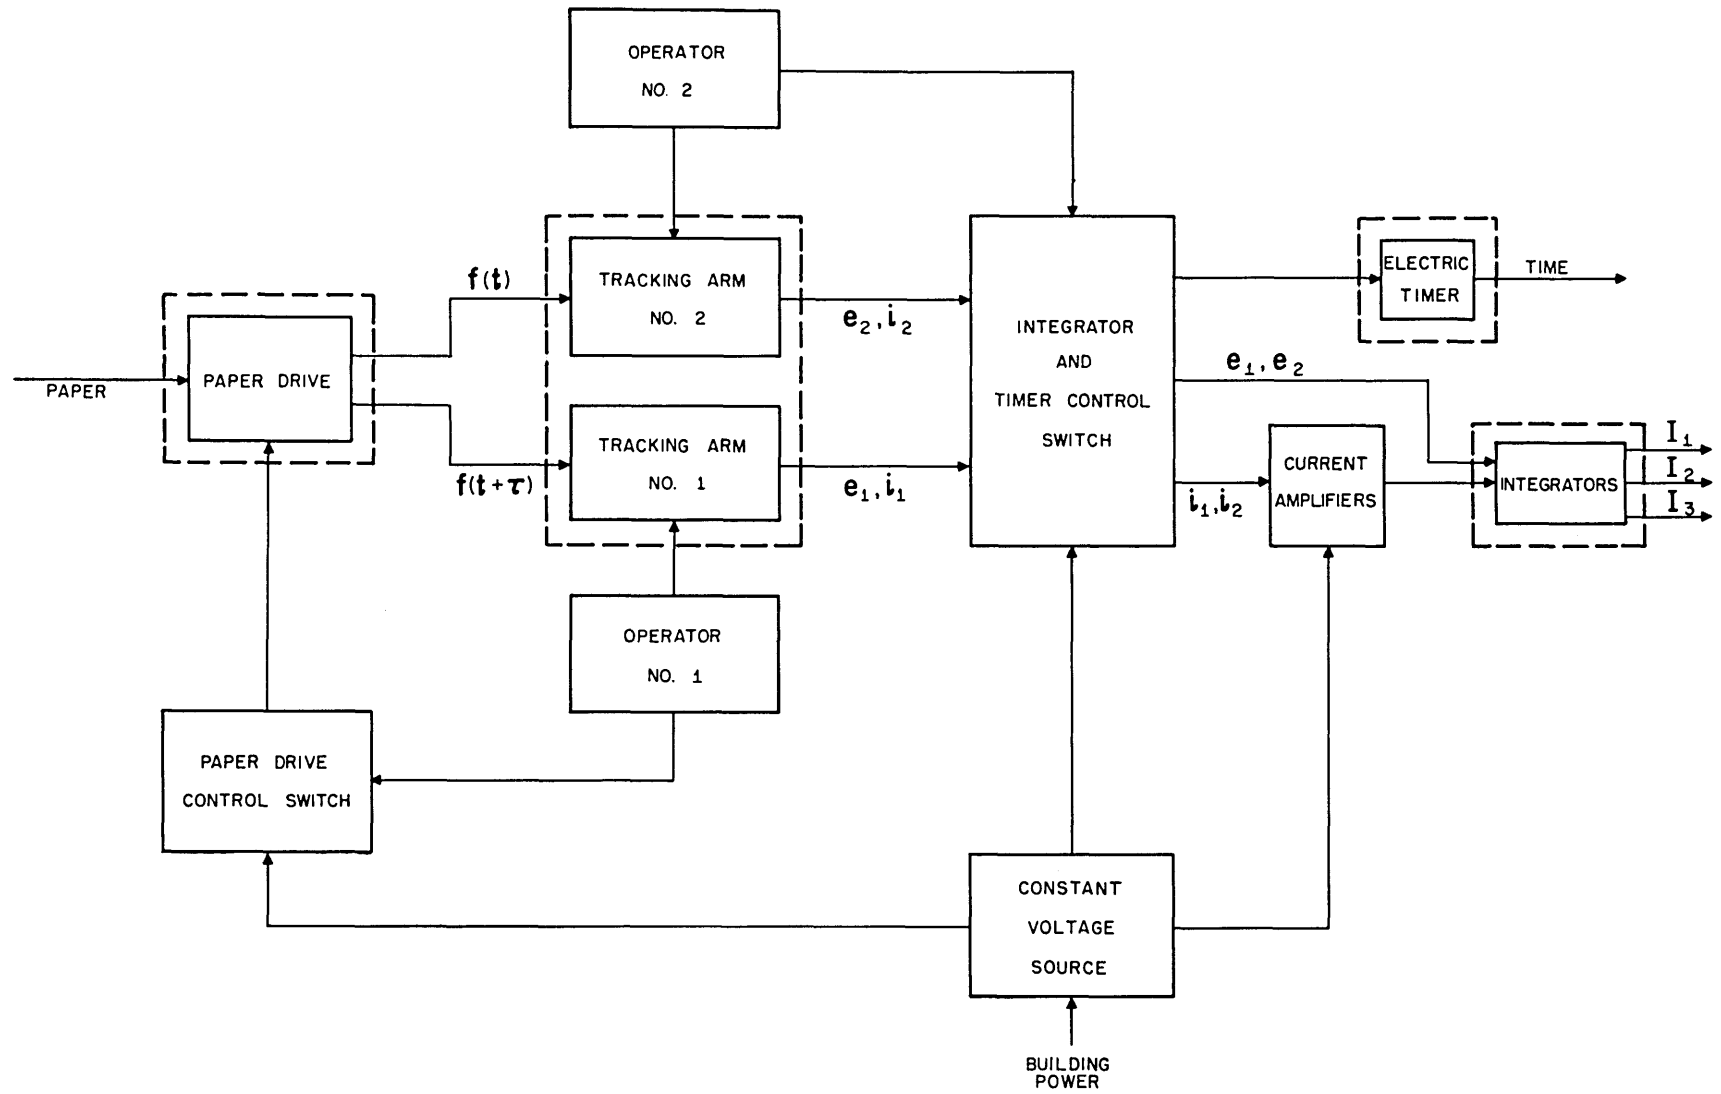 OPERATOR
NO. 2
f(t)
TRACKING ARM
NO. 2
e₂, i₂
ELECTRIC
TIMER
TIME
INTEGRATOR
AND
TIMER CONTROL
SWITCH
PAPER
PAPER DRIVE
e₁, e₂
TRACKING ARM
NO. 1
f(t+τ)
e₁, i₁
i₁, i₂
CURRENT
AMPLIFIERS
INTEGRATORS
I₁
I₂
I₃
OPERATOR
NO. 1
PAPER DRIVE
CONTROL SWITCH
CONSTANT
VOLTAGE
SOURCE
BUILDING
POWER